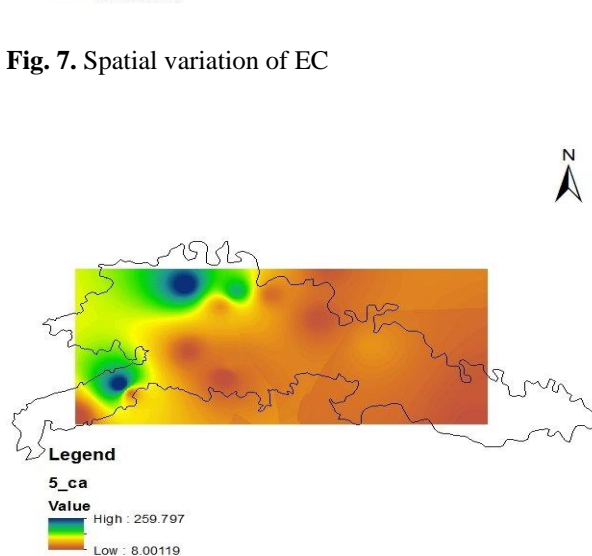 Fig. 7. Spatial variation of EC
N
Legend
5_ca
Value
High : 259.797
Low : 8.00119